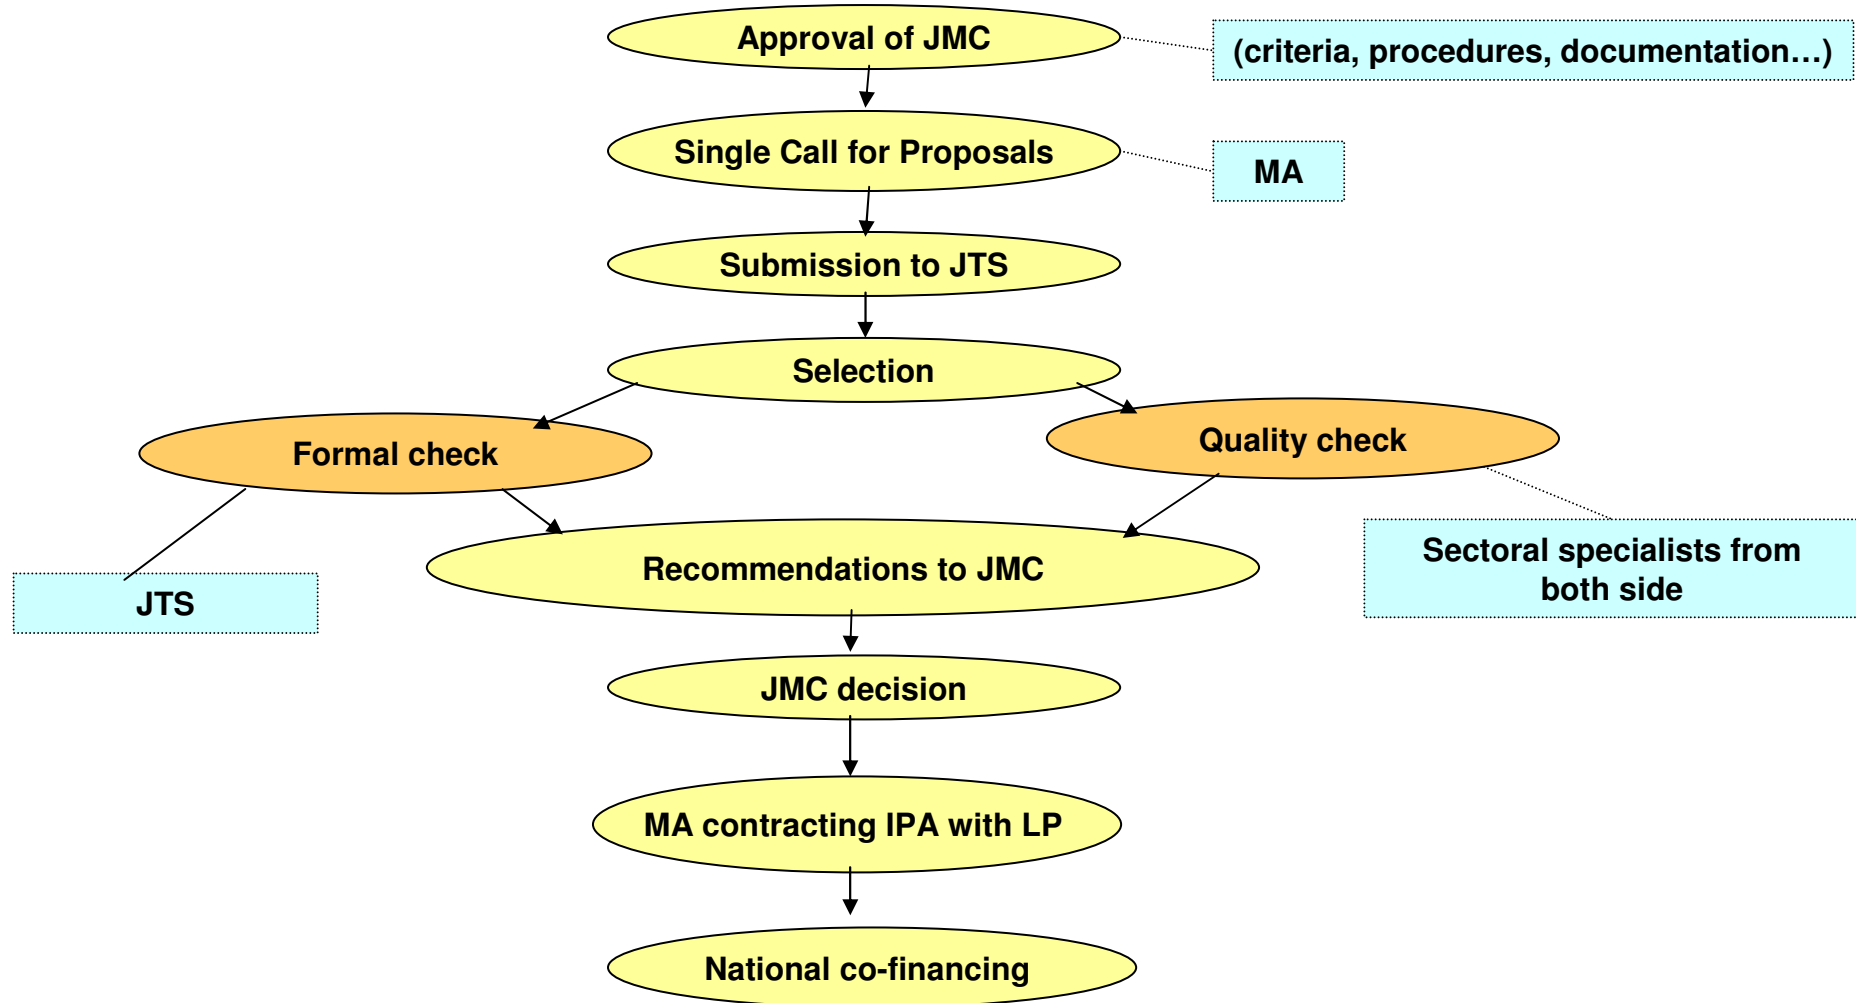 Approval of JMC
(criteria, procedures, documentation…)
Single Call for Proposals
MA
Submission to JTS
Selection
Formal check
Quality check
Recommendations to JMC
Sectoral specialists from
both side
JTS
JMC decision
MA contracting IPA with LP
National co-financing